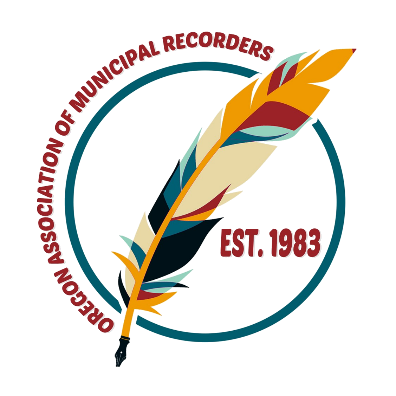 OREGON ASSOCIATION OF MUNICIPAL RECORDERS
EST. 1983